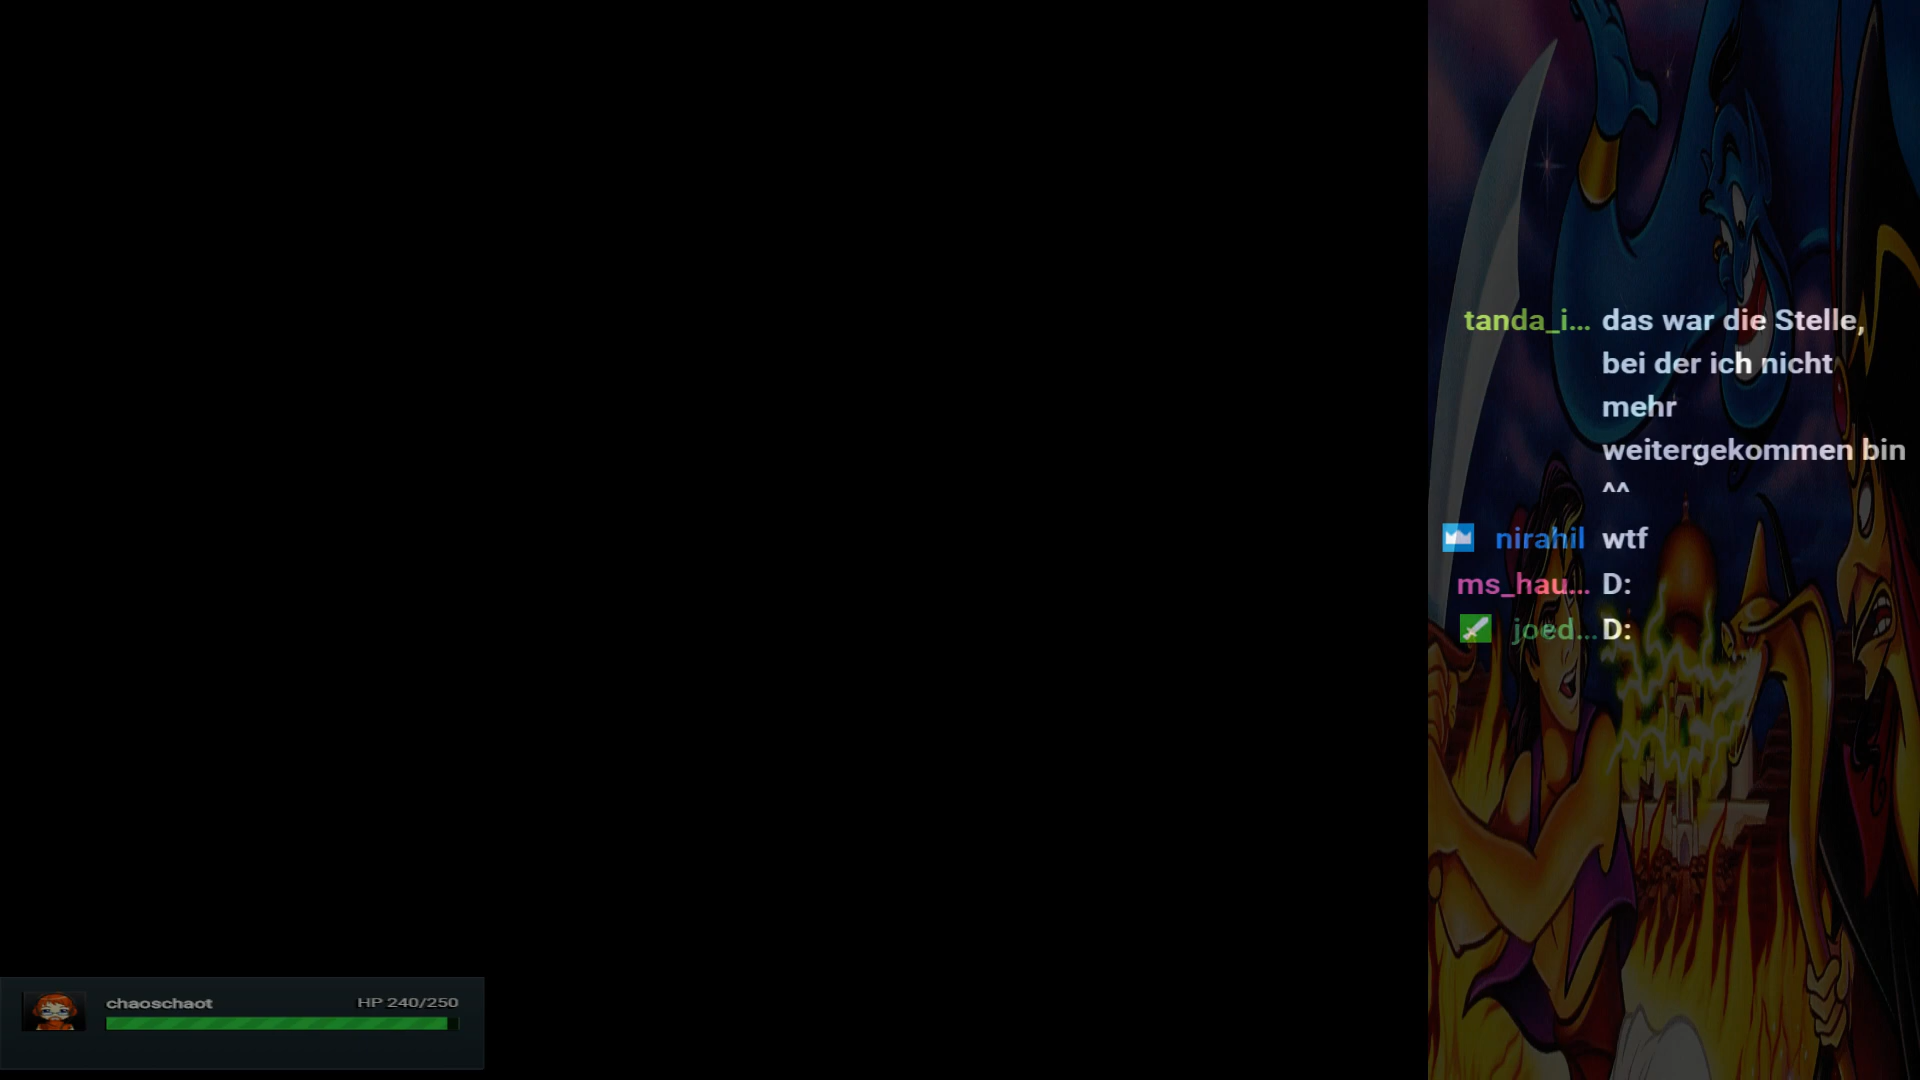 tanda_i... das war die Stelle,
bei der ich nicht
mehr
weitergekommen bin
^^
nirahil wtf
ms_hau... D:
joed... D:
chaoschaot HP 240/250